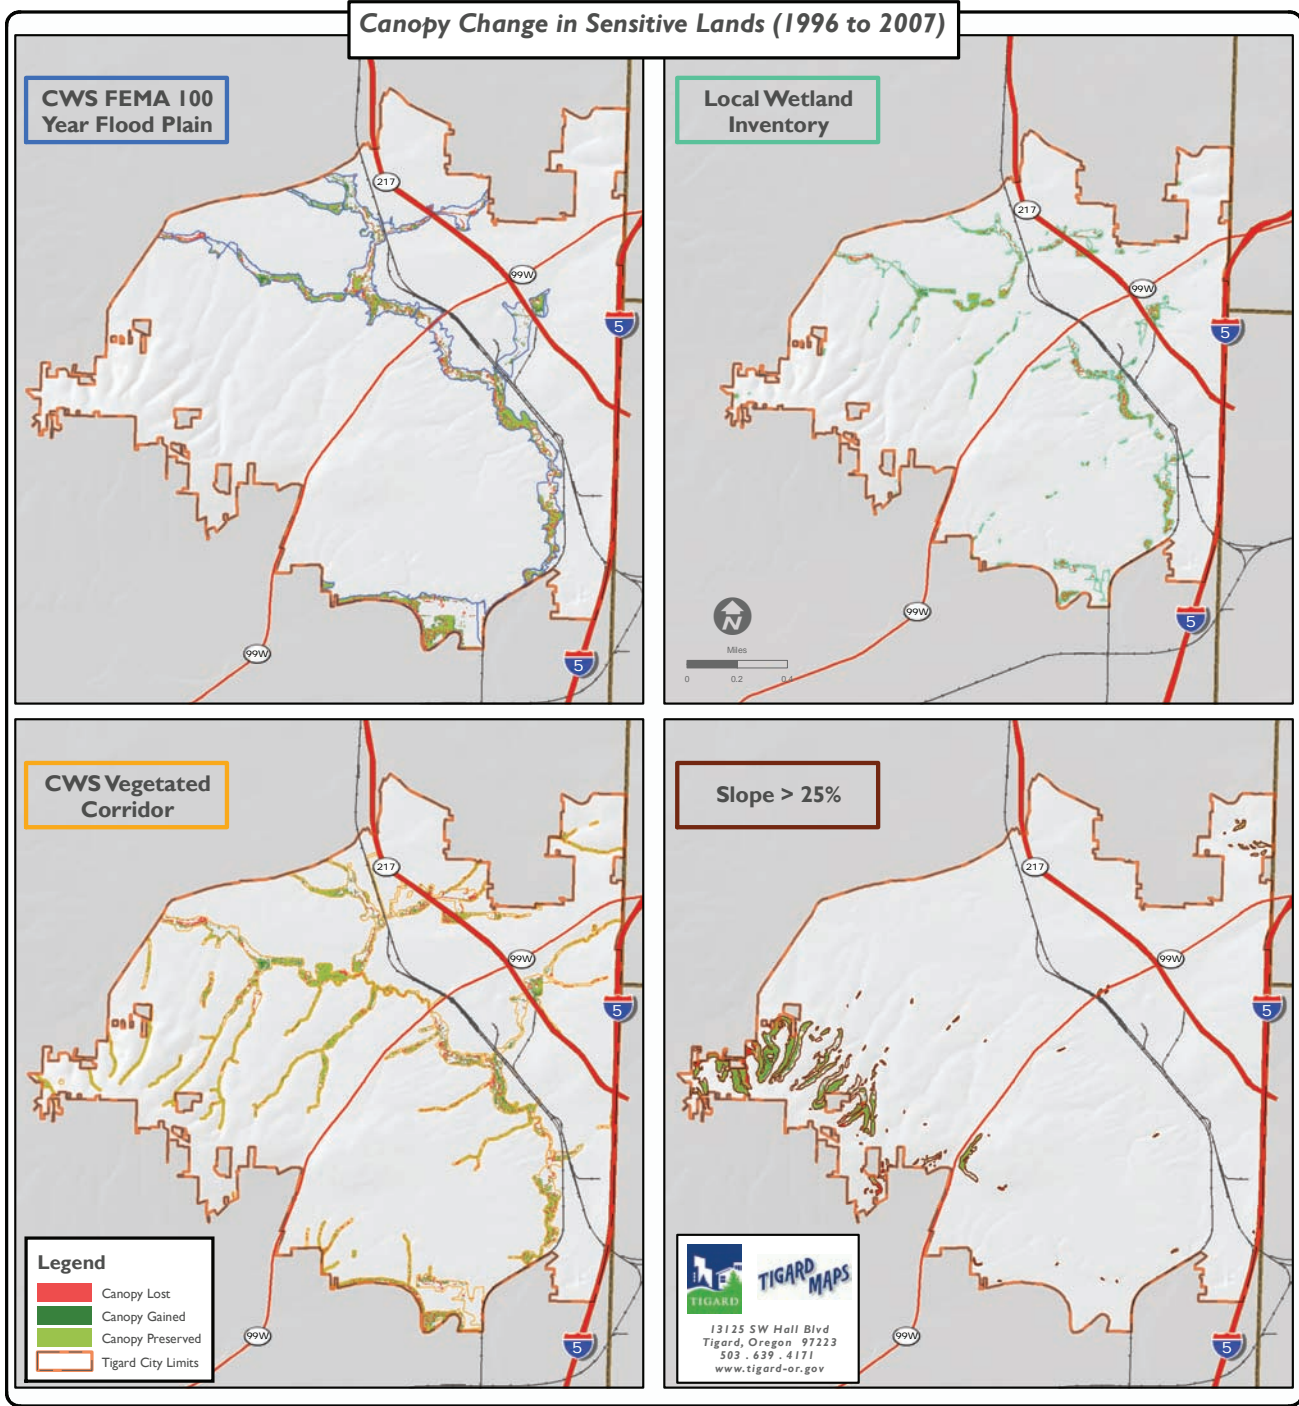 Canopy Change in Sensitive Lands (1996 to 2007)
CWS FEMA 100
Year Flood Plain
217
99W
5
99W
5
Local Wetland
Inventory
217
99W
5
99W
5
N
Miles
0 0.2 0.4
CWS Vegetated
Corridor
217
99W
5
99W
5
Legend
Canopy Lost
Canopy Gained
Canopy Preserved
Tigard City Limits
Slope > 25%
217
99W
5
99W
5
TIGARD
TIGARD
MAPS
13125 SW Hall Blvd
Tigard, Oregon 97223
503 . 639 . 4171
www.tigard-or.gov